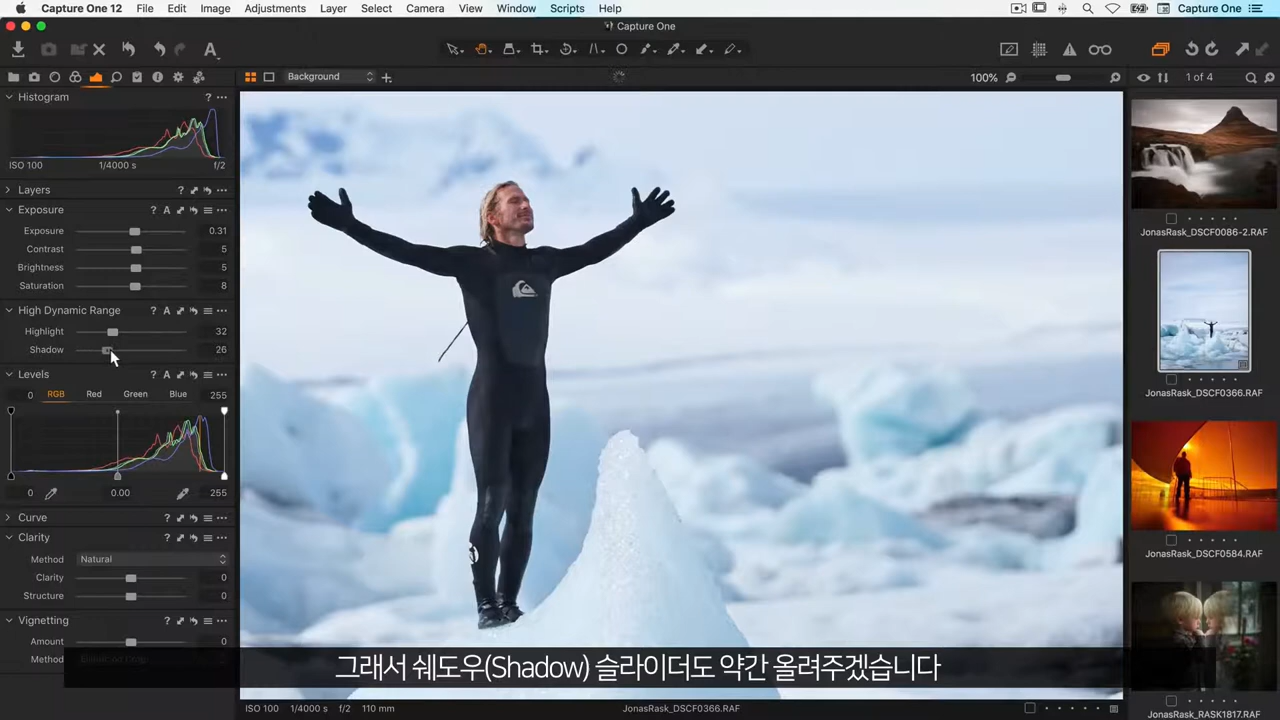 Capture One 12 File Edit Image Adjustments Layer Select Camera View Window Scripts Help Capture One
Capture One
Background 100% 1 of 4
Histogram ?
ISO 100 1/4000 s f/2
Layers ?
Exposure ? A
Exposure 0.31
Contrast 5
Brightness 5
Saturation 8
High Dynamic Range ? A
Highlight 32
Shadow 26
Levels ? A
0 RGB Red Green Blue 255
0 0.00 255
Curve ?
Clarity ?
Method Natural
Clarity 0
Structure 0
Vignetting ?
Amount 0
Method
JonasRask_DSCF0086-2.RAF
JonasRask_DSCF0366.RAF
JonasRask_DSCF0584.RAF
JonasRask_RASK1817.RAF
그래서 쉐도우(Shadow) 슬라이더도 약간 올려주겠습니다
ISO 100 1/4000 s f/2 110 mm JonasRask_DSCF0366.RAF